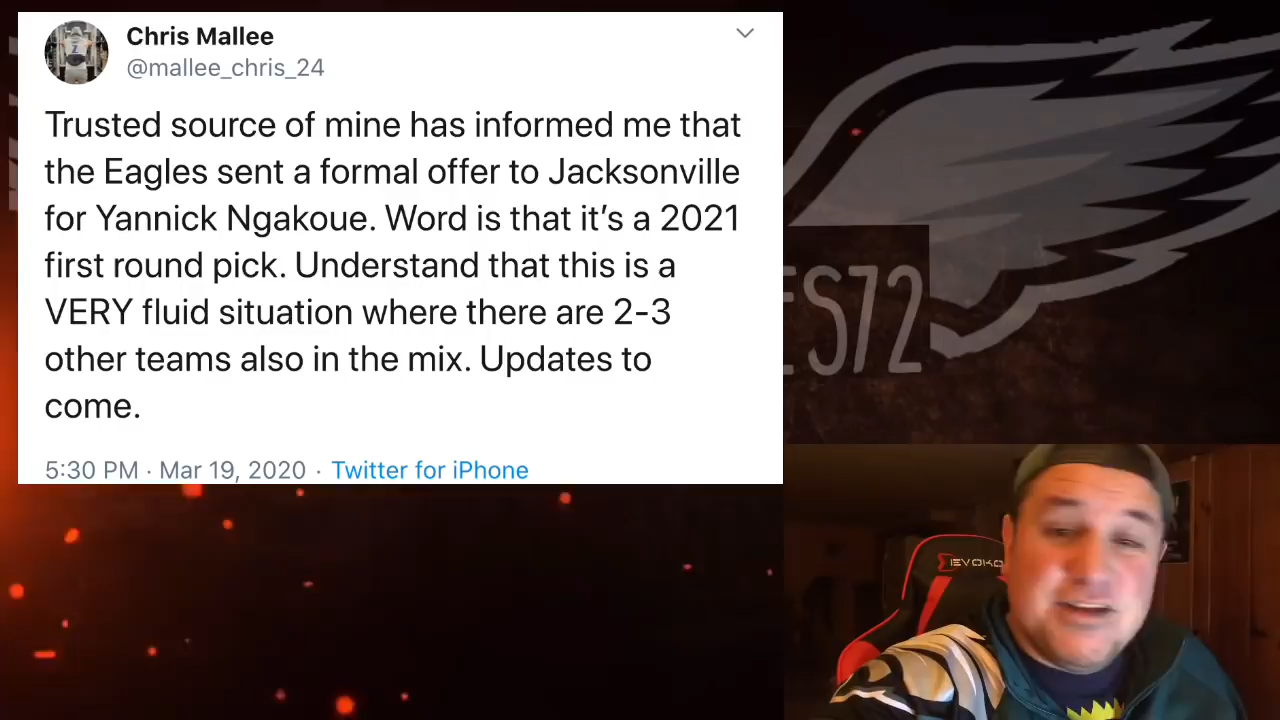 Chris Mallee
@mallee_chris_24
Trusted source of mine has informed me that
the Eagles sent a formal offer to Jacksonville
for Yannick Ngakoue. Word is that it's a 2021
first round pick. Understand that this is a
VERY fluid situation where there are 2-3
other teams also in the mix. Updates to
come.
5:30 PM · Mar 19, 2020 · Twitter for iPhone
ES72
EVOKO